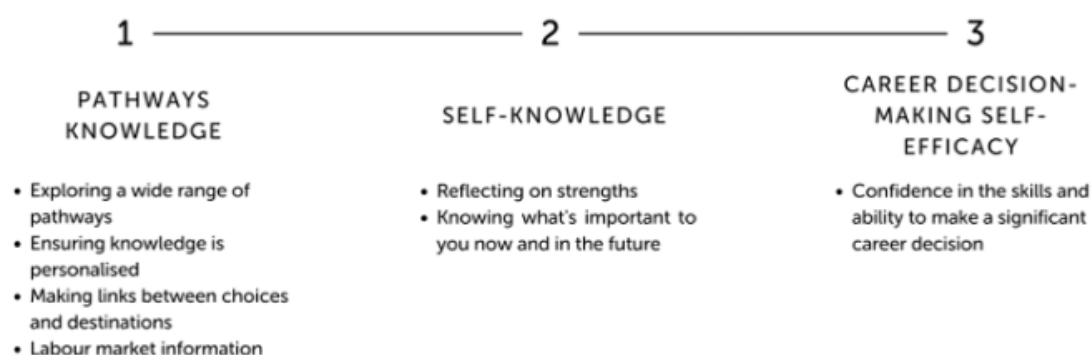 1
2
3
PATHWAYS
KNOWLEDGE
SELF-KNOWLEDGE
CAREER DECISION-
MAKING SELF-
EFFICACY
• Exploring a wide range of
pathways
• Ensuring knowledge is
personalised
• Making links between choices
and destinations
• Labour market information
• Reflecting on strengths
• Knowing what's important to
you now and in the future
• Confidence in the skills and
ability to make a significant
career decision